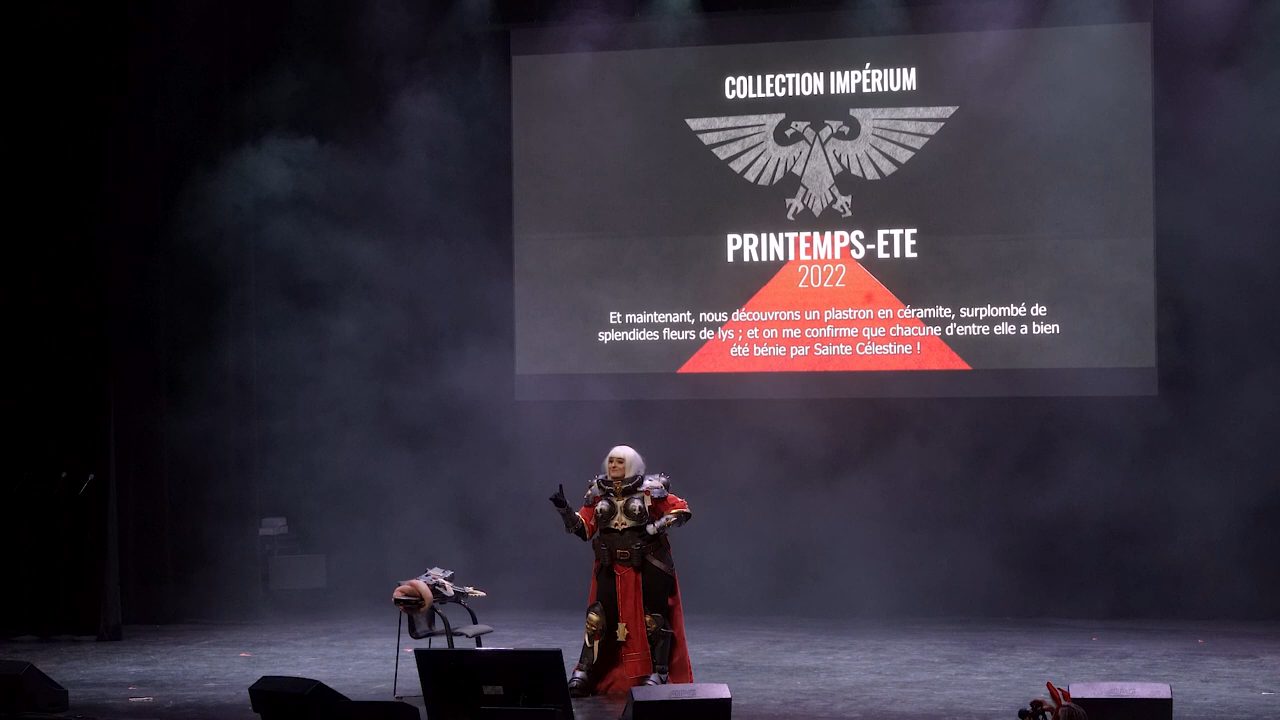 COLLECTION IMPÉRIUM
PRINTEMPS-ETE
2022
Et maintenant, nous découvrons un plastron en céramite, surplombé de
splendides fleurs de lys ; et on me confirme que chacune d'entre elle a bien
été bénie par Sainte Célestine !